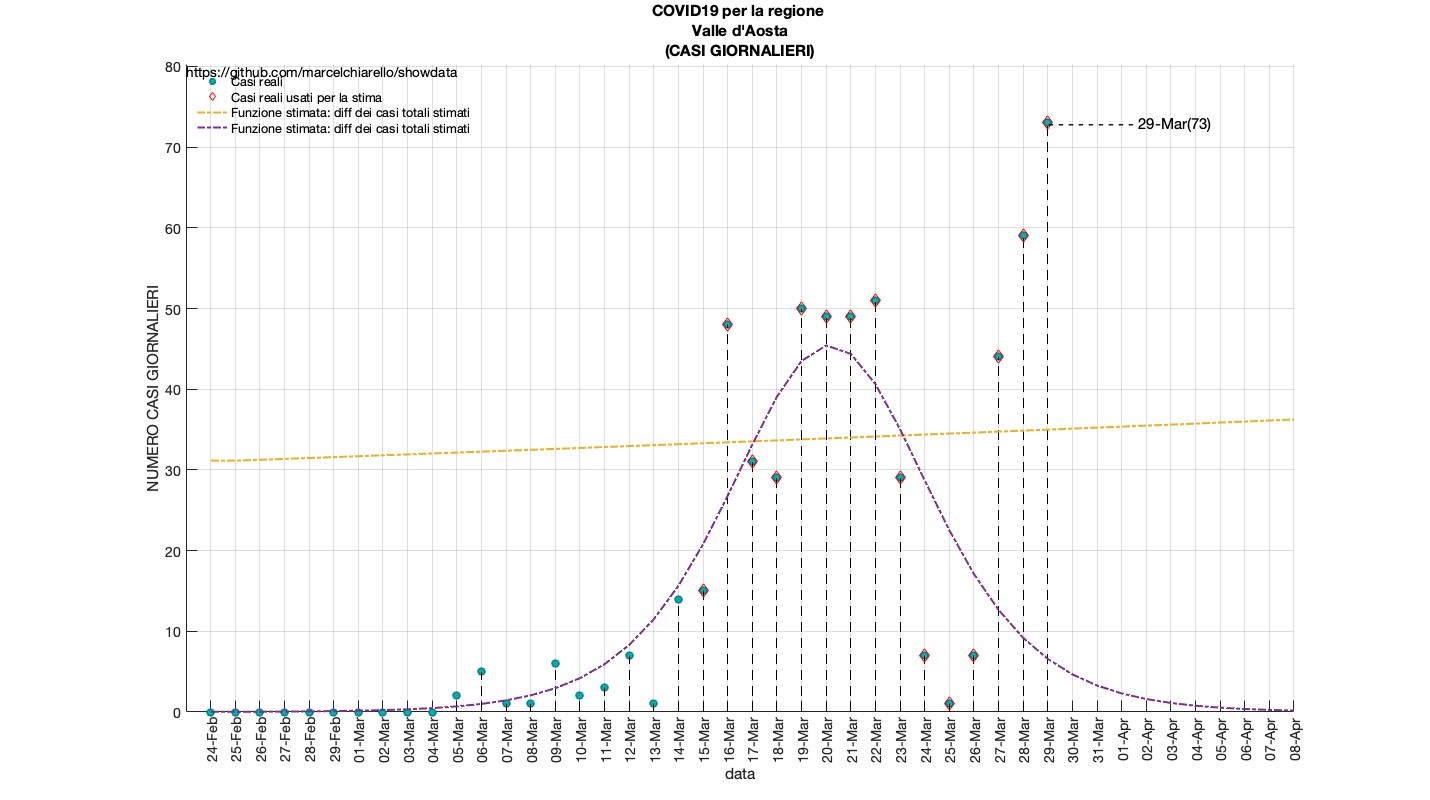 COVID19 per la regione
Valle d'Aosta
(CASI GIORNALIERI)
https://github.com/marcelchiarello/showdata
Casi reali
Casi reali usati per la stima
Funzione stimata: diff dei casi totali stimati
Funzione stimata: diff dei casi totali stimati
29-Mar(73)
NUMERO CASI GIORNALIERI
80
70
60
50
40
30
20
10
0
24-Feb
25-Feb
26-Feb
27-Feb
28-Feb
29-Feb
01-Mar
02-Mar
03-Mar
04-Mar
05-Mar
06-Mar
07-Mar
08-Mar
09-Mar
10-Mar
11-Mar
12-Mar
13-Mar
14-Mar
15-Mar
16-Mar
17-Mar
18-Mar
19-Mar
20-Mar
21-Mar
22-Mar
23-Mar
24-Mar
25-Mar
26-Mar
27-Mar
28-Mar
29-Mar
30-Mar
31-Mar
01-Apr
02-Apr
03-Apr
04-Apr
05-Apr
06-Apr
07-Apr
08-Apr
data